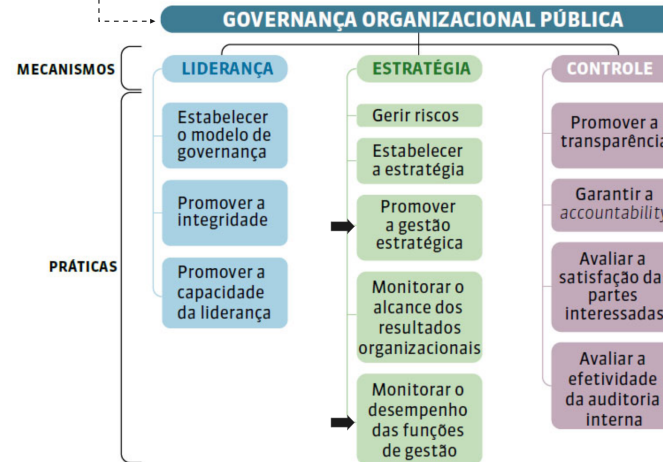 GOVERNANÇA ORGANIZACIONAL PÚBLICA
MECANISMOS
LIDERANÇA
ESTRATÉGIA
CONTROLE
PRÁTICAS
Estabelecer
o modelo de
governança
Promover a
integridade
Promover a
capacidade
da liderança
Gerir riscos
Estabelecer
a estratégia
Promover
a gestão
estratégica
Monitorar o
alcance dos
resultados
organizacionais
Monitorar o
desempenho
das funções
de gestão
Promover a
transparência
Garantir a
accountability
Avaliar a
satisfação da
partes
interessadas
Avaliar a
efetividade
da auditoria
interna